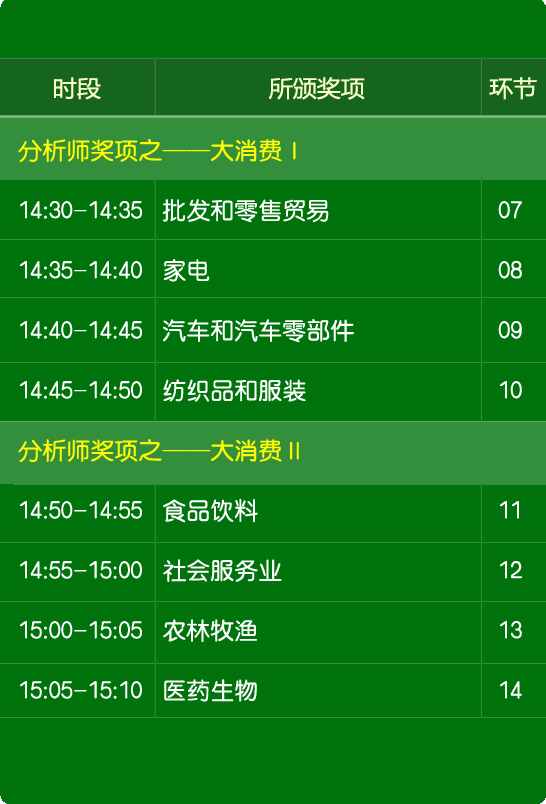 时段 所颁奖项 环节
分析师奖项之——大消费Ⅰ
14:30-14:35 批发和零售贸易 07
14:35-14:40 家电 08
14:40-14:45 汽车和汽车零部件 09
14:45-14:50 纺织品和服装 10
分析师奖项之——大消费Ⅱ
14:50-14:55 食品饮料 11
14:55-15:00 社会服务业 12
15:00-15:05 农林牧渔 13
15:05-15:10 医药生物 14